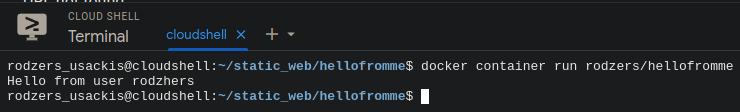 CLOUD SHELL
Terminal
cloudshell × + ▾
rodzers_usackis@cloudshell:~/static_web/hellofromme$ docker container run rodzers/hellofromme
Hello from user rodzhers
rodzers_usackis@cloudshell:~/static_web/hellofromme$